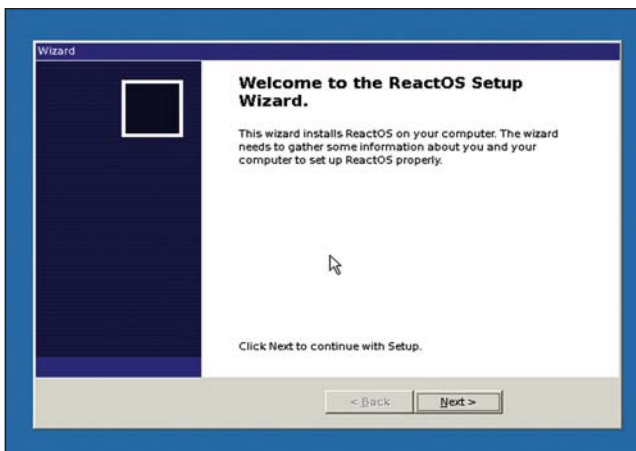 Wizard
Welcome to the ReactOS Setup
Wizard.
This wizard installs ReactOS on your computer. The wizard
needs to gather some information about you and your
computer to set up ReactOS properly.
Click Next to continue with Setup.
< Back
Next >